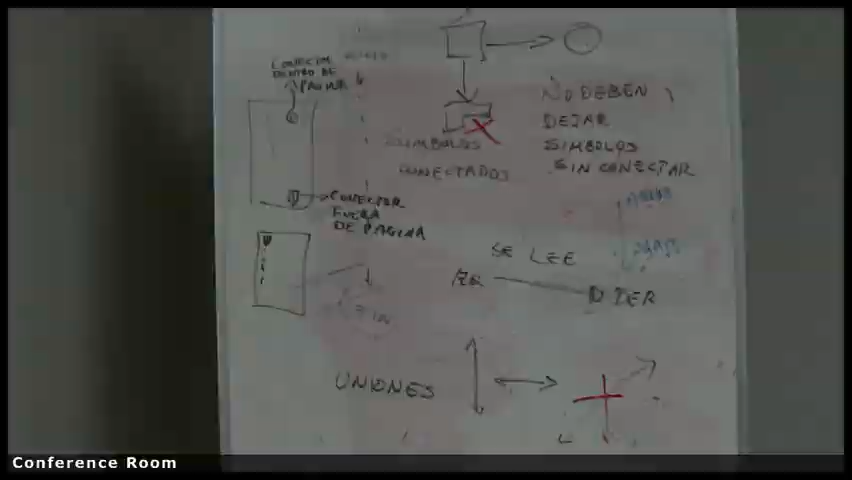 CONECTOR
DENTRO DE
PAGINA
NO DEBEN
DEJAR
SIMBOLOS
SIN CONECTAR
SIMBOLOS
CONECTADOS
CONECTOR
FUERA
DE PAGINA
SE LEE
DER
FIN
UNIONES
Conference Room